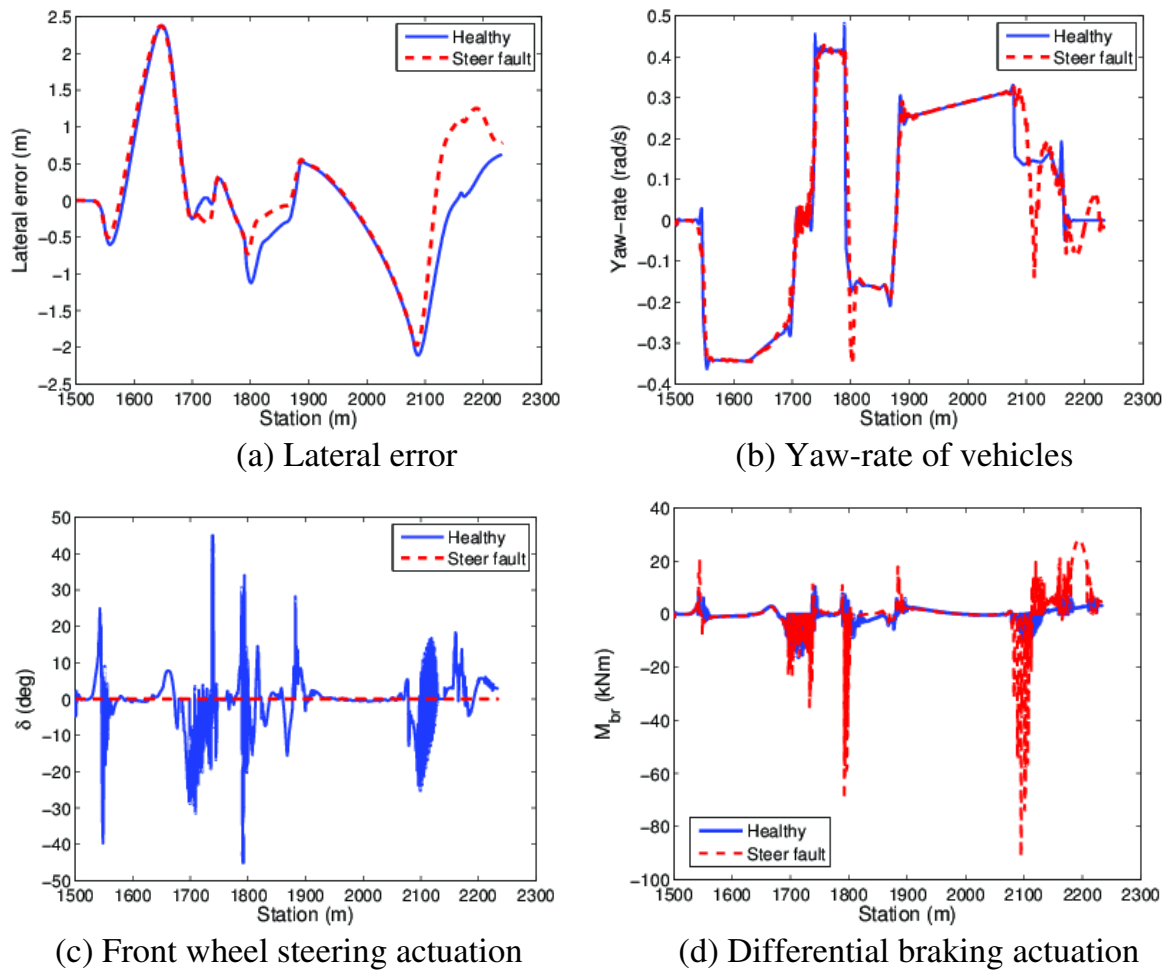 2.5
2
1.5
1
0.5
0
−0.5
−1
−1.5
−2
−2.5
Lateral error (m)
Healthy
Steer fault
1500 1600 1700 1800 1900 2000 2100 2200 2300
Station (m)
(a) Lateral error
0.5
0.4
0.3
0.2
0.1
0
−0.1
−0.2
−0.3
−0.4
Yaw−rate (rad/s)
Healthy
Steer fault
1500 1600 1700 1800 1900 2000 2100 2200 2300
Station (m)
(b) Yaw-rate of vehicles
50
40
30
20
10
0
−10
−20
−30
−40
−50
δ (deg)
Healthy
Steer fault
1500 1600 1700 1800 1900 2000 2100 2200 2300
Station (m)
(c) Front wheel steering actuation
40
20
0
−20
−40
−60
−80
−100
M_br (kNm)
Healthy
Steer fault
1500 1600 1700 1800 1900 2000 2100 2200 2300
Station (m)
(d) Differential braking actuation